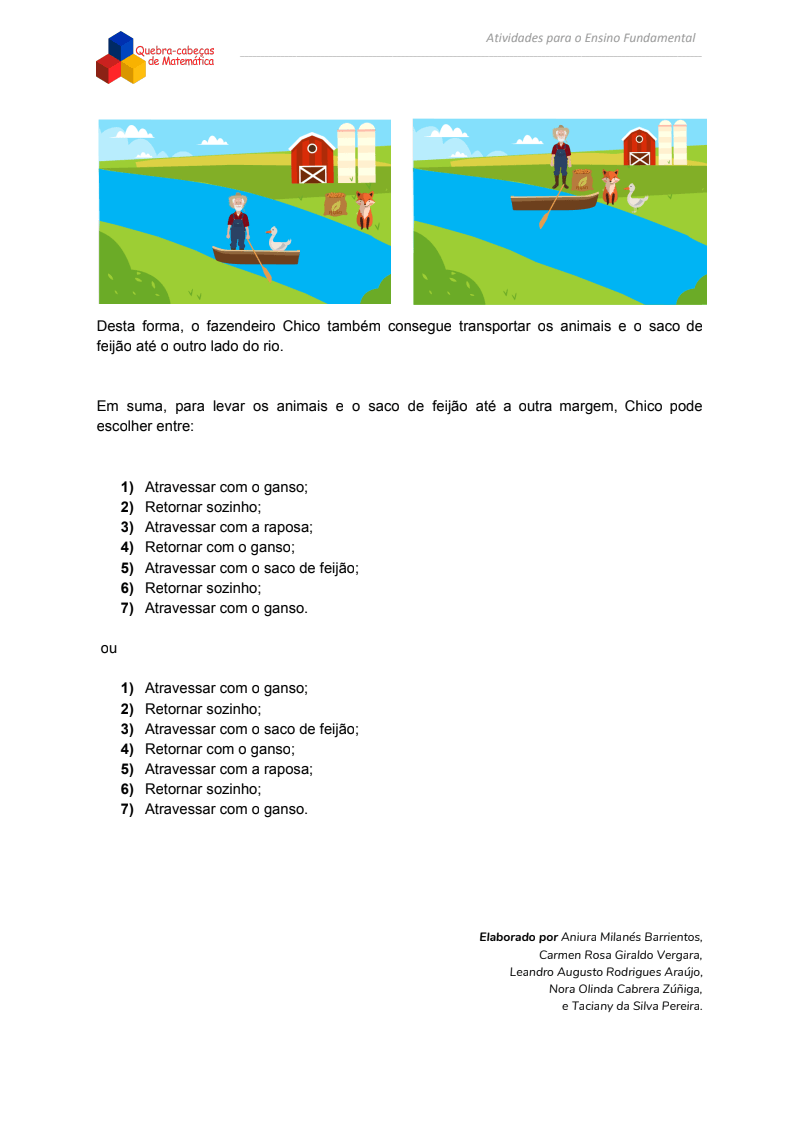 Quebra-cabeças
de Matemática
Atividades para o Ensino Fundamental
Desta forma, o fazendeiro Chico também consegue transportar os animais e o saco de
feijão até o outro lado do rio.
Em suma, para levar os animais e o saco de feijão até a outra margem, Chico pode
escolher entre:
1) Atravessar com o ganso;
2) Retornar sozinho;
3) Atravessar com a raposa;
4) Retornar com o ganso;
5) Atravessar com o saco de feijão;
6) Retornar sozinho;
7) Atravessar com o ganso.
ou
1) Atravessar com o ganso;
2) Retornar sozinho;
3) Atravessar com o saco de feijão;
4) Retornar com o ganso;
5) Atravessar com a raposa;
6) Retornar sozinho;
7) Atravessar com o ganso.
Elaborado por Aniura Milanés Barrientos,
Carmen Rosa Giraldo Vergara,
Leandro Augusto Rodrigues Araújo,
Nora Olinda Cabrera Zúñiga,
e Taciany da Silva Pereira.